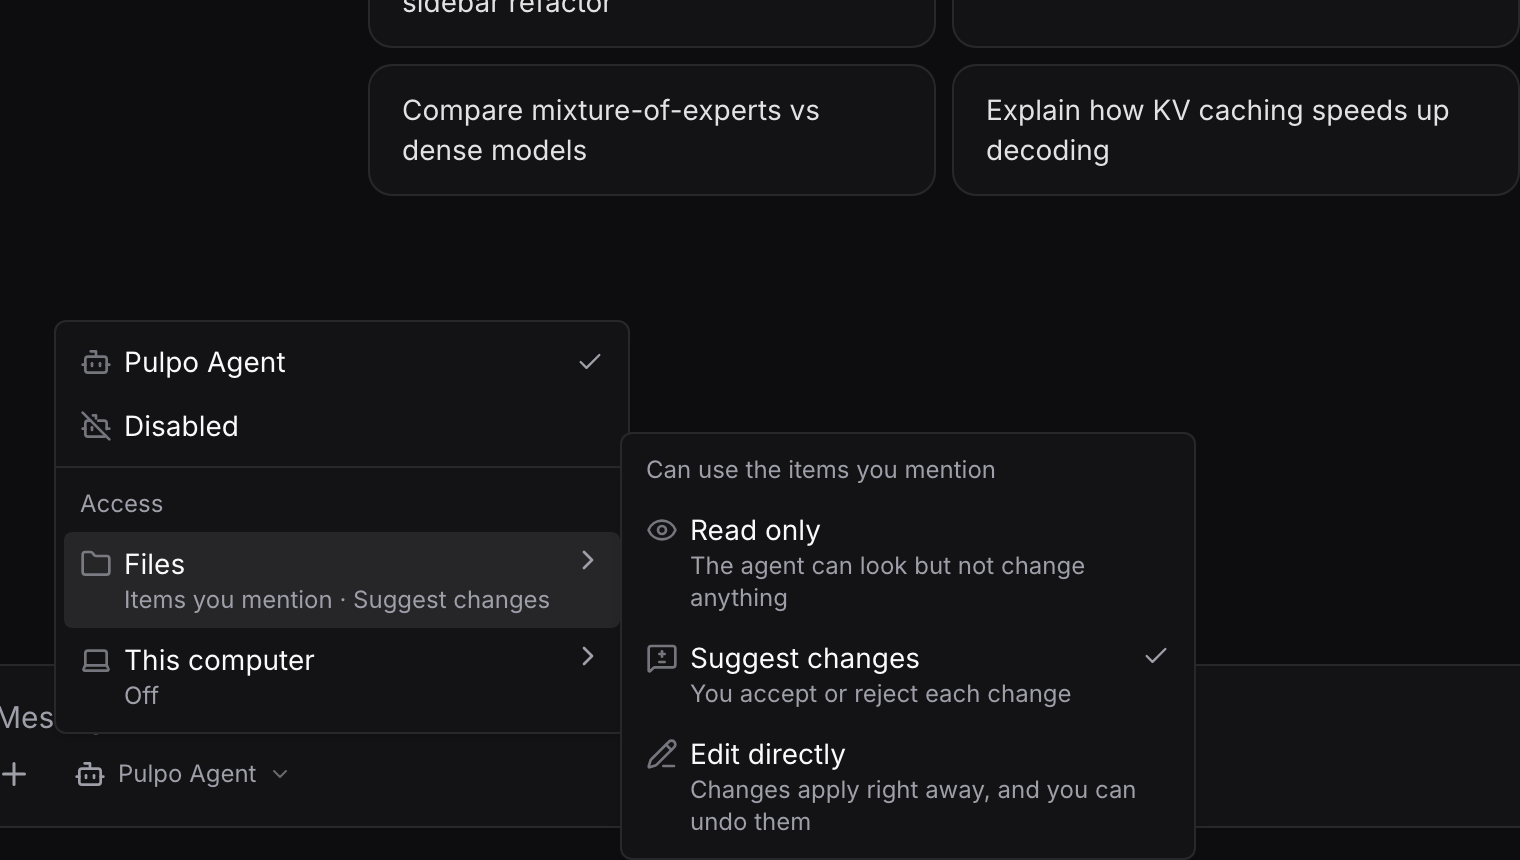 sidebar refactor
Compare mixture-of-experts vs
dense models
Explain how KV caching speeds up
decoding
Pulpo Agent
Disabled
Access
Files
Items you mention · Suggest changes
This computer
Off
Can use the items you mention
Read only
The agent can look but not change
anything
Suggest changes
You accept or reject each change
Edit directly
Changes apply right away, and you can
undo them
Mes
Pulpo Agent